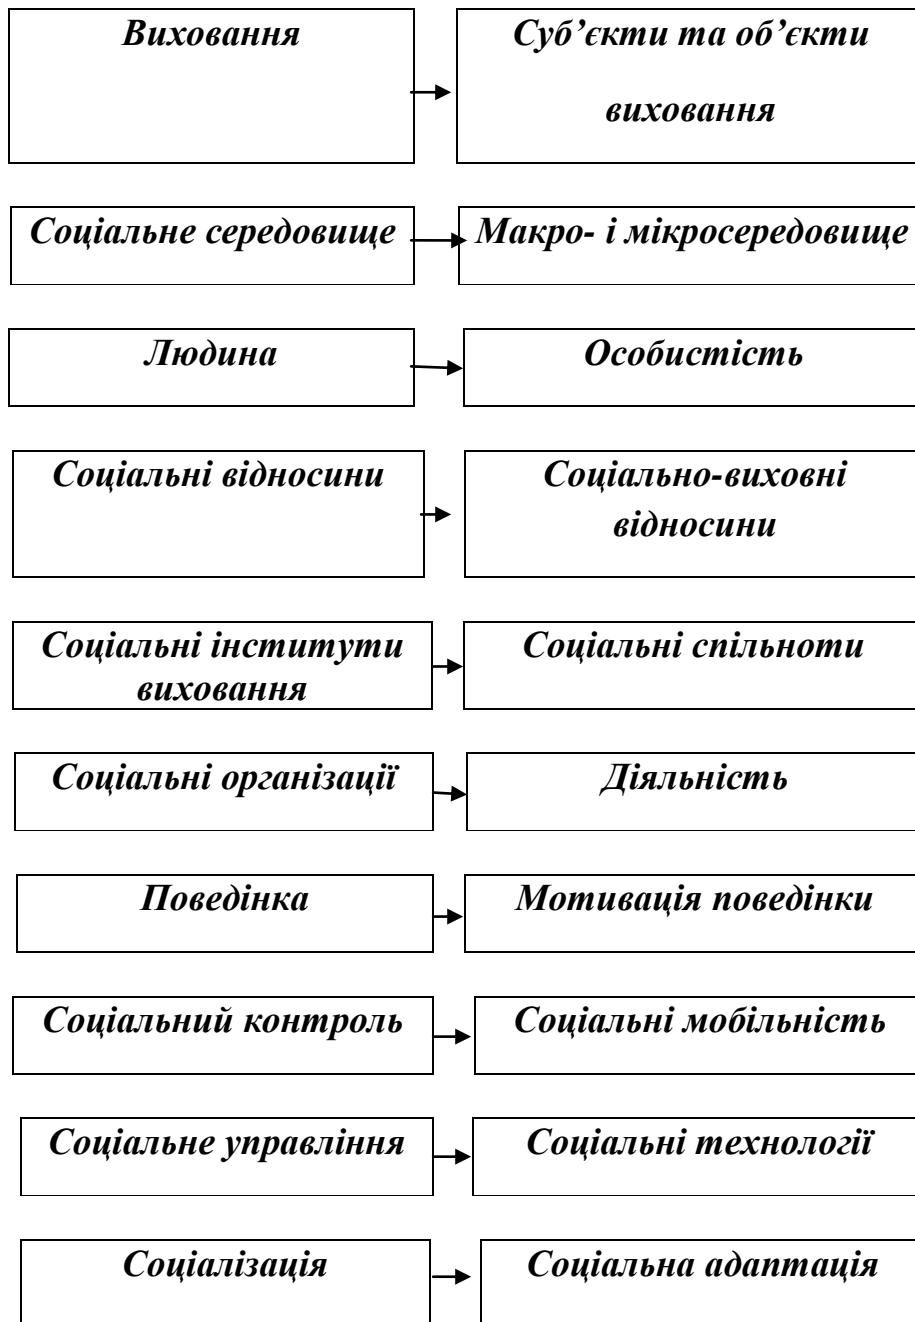 Виховання
Суб’єкти та об’єкти
виховання
Соціальне середовище
Макро- і мікросередовище
Людина
Особистість
Соціальні відносини
Соціально-виховні
відносини
Соціальні інститути
виховання
Соціальні спільноти
Соціальні організації
Діяльність
Поведінка
Мотивація поведінки
Соціальний контроль
Соціальні мобільність
Соціальне управління
Соціальні технології
Соціалізація
Соціальна адаптація